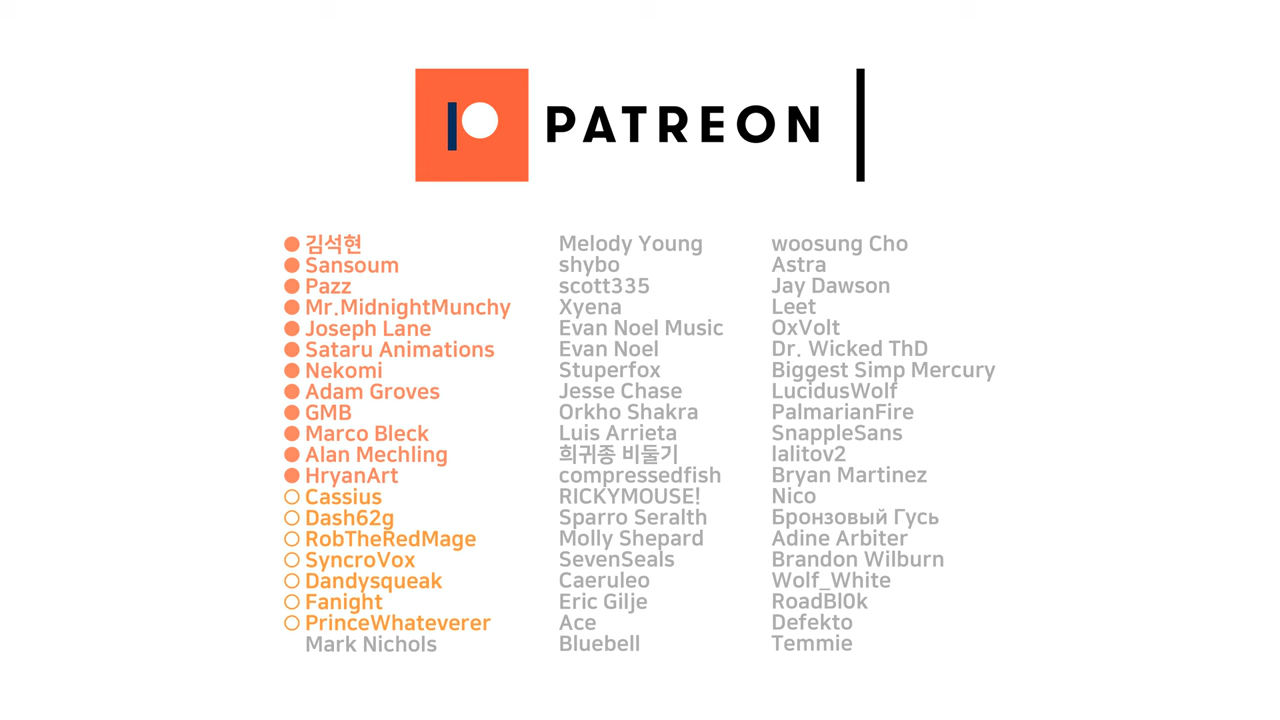 PATREON
● 김석현
● Sansoum
● Pazz
● Mr.MidnightMunchy
● Joseph Lane
● Sataru Animations
● Nekomi
● Adam Groves
● GMB
● Marco Bleck
● Alan Mechling
● HryanArt
○ Cassius
○ Dash62g
○ RobTheRedMage
○ SyncroVox
○ Dandysqueak
○ Fanight
○ PrinceWhateverer
Mark Nichols
Melody Young
shybo
scott335
Xyena
Evan Noel Music
Evan Noel
Stuperfox
Jesse Chase
Orkho Shakra
Luis Arrieta
희귀종 비둘기
compressedfish
RICKYMOUSE!
Sparro Seralth
Molly Shepard
SevenSeals
Caeruleo
Eric Gilje
Ace
Bluebell
woosung Cho
Astra
Jay Dawson
Leet
OxVolt
Dr. Wicked ThD
Biggest Simp Mercury
LucidusWolf
PalmarianFire
SnappleSans
lalitov2
Bryan Martinez
Nico
Бронзовый Гусь
Adine Arbiter
Brandon Wilburn
Wolf_White
RoadBl0k
Defekto
Temmie